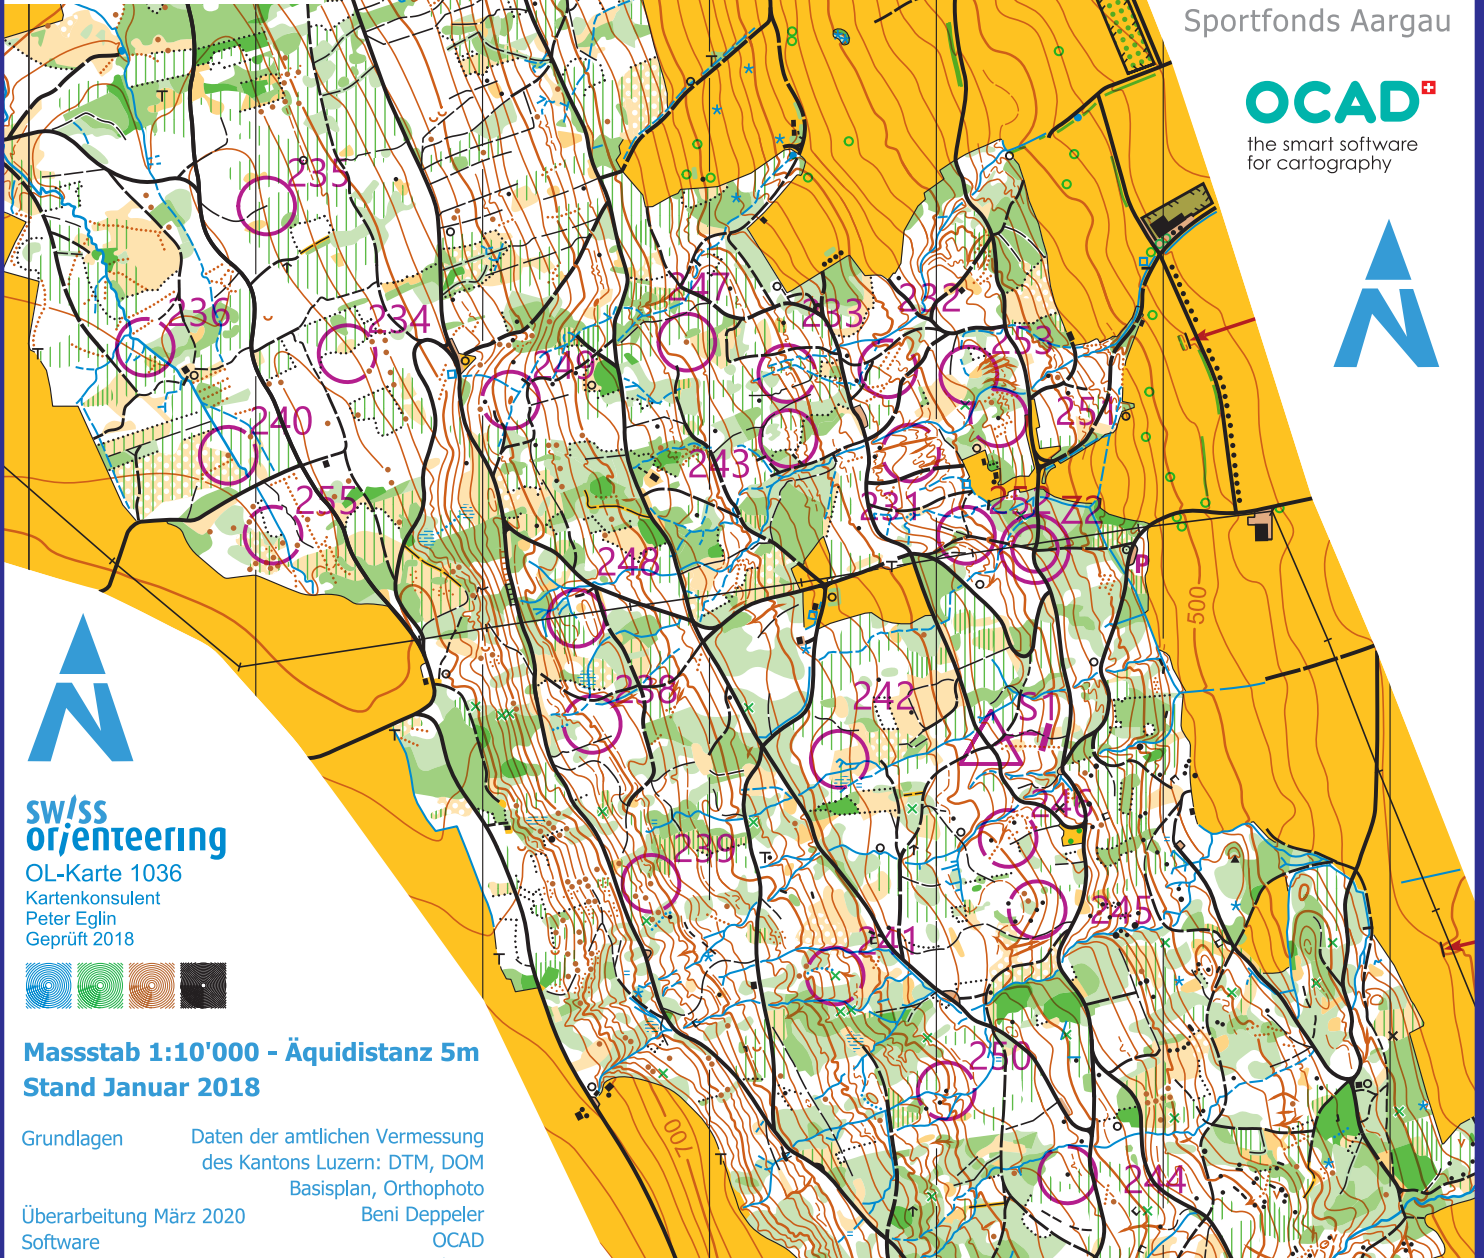 Sportfonds Aargau
OCAD
the smart software
for cartography
235
247
232
236
234
233
253
249
240
254
243
255
231
252
Z2
248
P
500
238
242
S1
246
swiss
orienteering
OL-Karte 1036
Kartenkonsulent
Peter Eglin
Geprüft 2018
239
245
241
Massstab 1:10'000 - Äquidistanz 5m
Stand Januar 2018
250
700
Grundlagen Daten der amtlichen Vermessung
des Kantons Luzern: DTM, DOM
Basisplan, Orthophoto
244
Überarbeitung März 2020 Beni Deppeler
Software OCAD